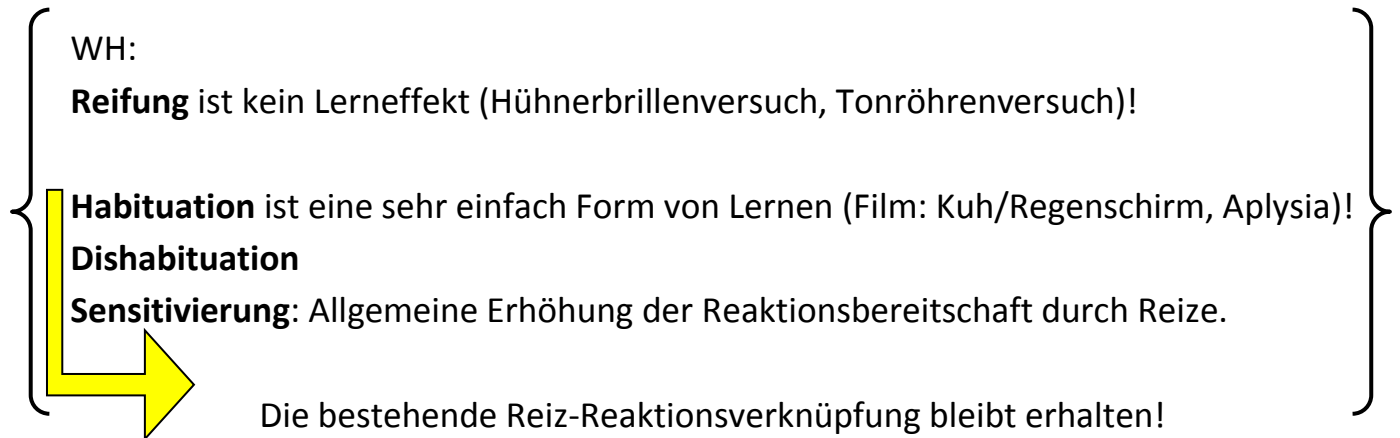 WH:
Reifung ist kein Lerneffekt (Hühnerbrillenversuch, Tonröhrenversuch)!
Habituation ist eine sehr einfach Form von Lernen (Film: Kuh/Regenschirm, Aplysia)!
Dishabituation
Sensitivierung: Allgemeine Erhöhung der Reaktionsbereitschaft durch Reize.
Die bestehende Reiz-Reaktionsverknüpfung bleibt erhalten!